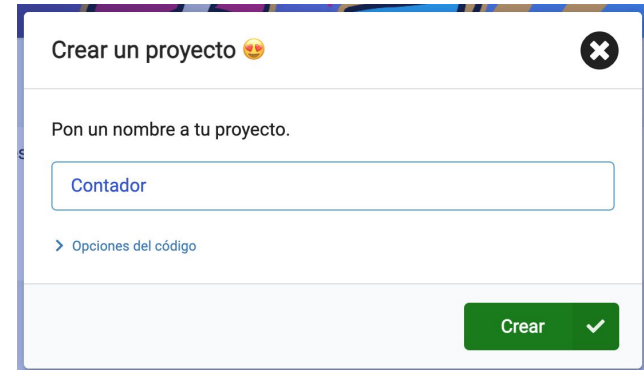 Crear un proyecto 😍
Pon un nombre a tu proyecto.
Contador
Opciones del código
Crear